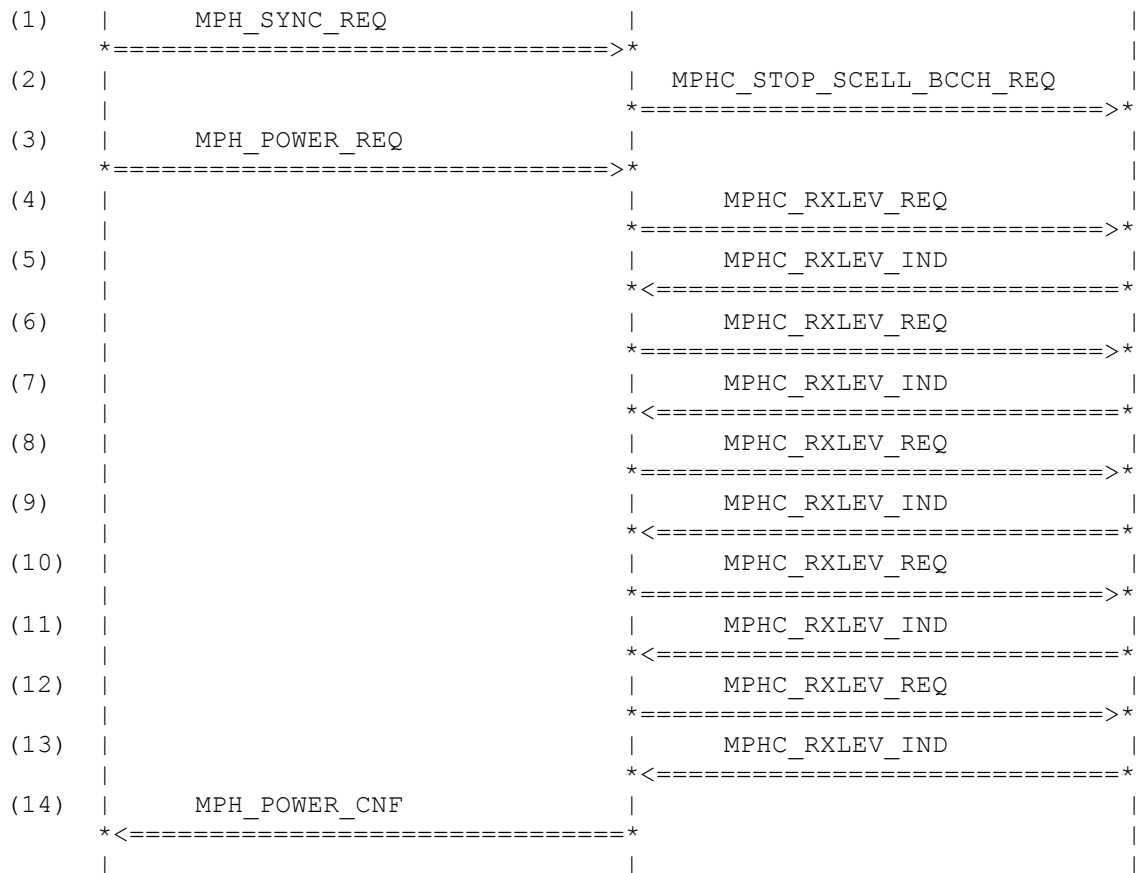 (1) | MPH_SYNC_REQ | |
*===============================>* |
(2) | | MPHC_STOP_SCELL_BCCH_REQ |
| *=============================>*
(3) | MPH_POWER_REQ | |
*===============================>* |
(4) | | MPHC_RXLEV_REQ |
| *=============================>*
(5) | | MPHC_RXLEV_IND |
| *<=============================*
(6) | | MPHC_RXLEV_REQ |
| *=============================>*
(7) | | MPHC_RXLEV_IND |
| *<=============================*
(8) | | MPHC_RXLEV_REQ |
| *=============================>*
(9) | | MPHC_RXLEV_IND |
| *<=============================*
(10) | | MPHC_RXLEV_REQ |
| *=============================>*
(11) | | MPHC_RXLEV_IND |
| *<=============================*
(12) | | MPHC_RXLEV_REQ |
| *=============================>*
(13) | | MPHC_RXLEV_IND |
| *<=============================*
(14) | MPH_POWER_CNF | |
*<===============================* |
| | |